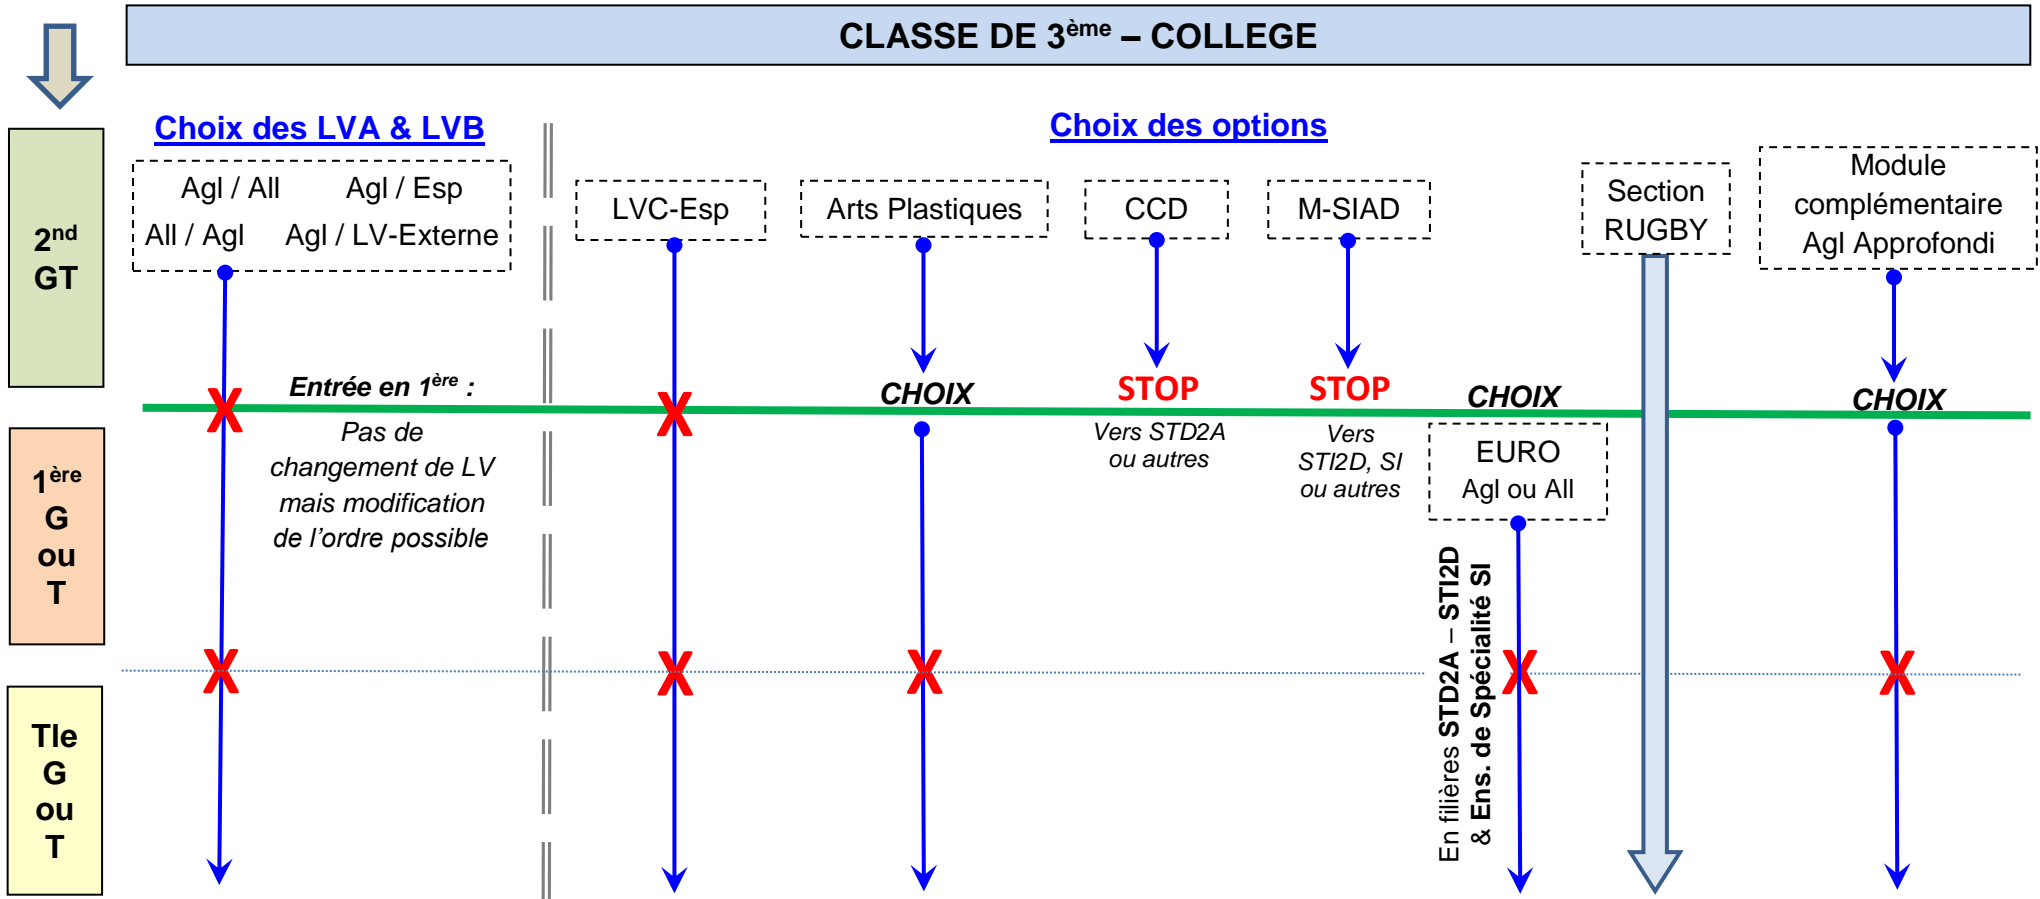 CLASSE DE 3ème – COLLEGE
Choix des LVA & LVB
Agl / All Agl / Esp
All / Agl Agl / LV-Externe
Choix des options
LVC-Esp
Arts Plastiques
CCD
M-SIAD
Section
RUGBY
Module
complémentaire
Agl Approfondi
2nd
GT
Entrée en 1ère :
Pas de
changement de LV
mais modification
de l’ordre possible
X
X
CHOIX
STOP
Vers STD2A
ou autres
STOP
Vers
STI2D, SI
ou autres
CHOIX
EURO
Agl ou All
CHOIX
1ère
G
ou
T
En filières STD2A – STI2D
& Ens. de Spécialité SI
X
X
X
X
X
Tle
G
ou
T